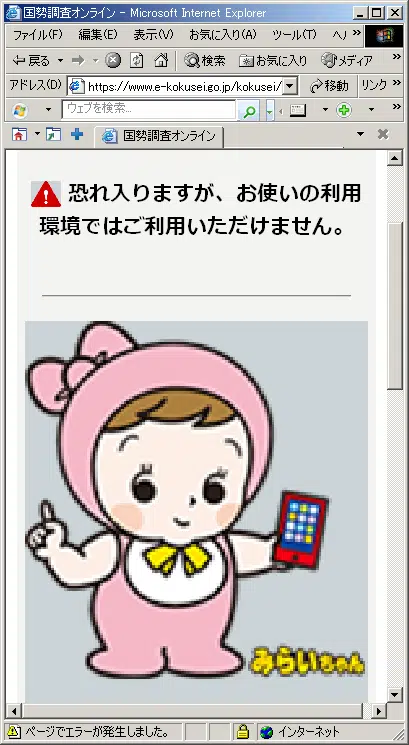 国勢調査オンライン - Microsoft Internet Explorer
ファイル(F) 編集(E) 表示(V) お気に入り(A) ツール(T) ヘル »
戻る 検索 お気に入り メディア »
アドレス(D) https://www.e-kokusei.go.jp/kokusei/ 移動 リンク »
ウェブを検索... »
国勢調査オンライン
恐れ入りますが、お使いの利用
環境ではご利用いただけません。
みらいちゃん
ページでエラーが発生しました。 インターネット